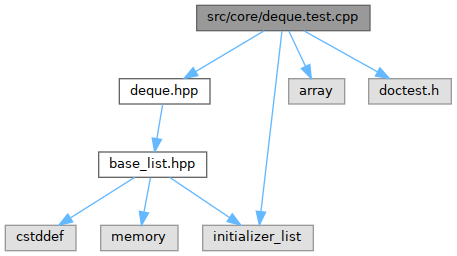 src/core/deque.test.cpp
deque.hpp
array
doctest.h
base_list.hpp
cstddef
memory
initializer_list